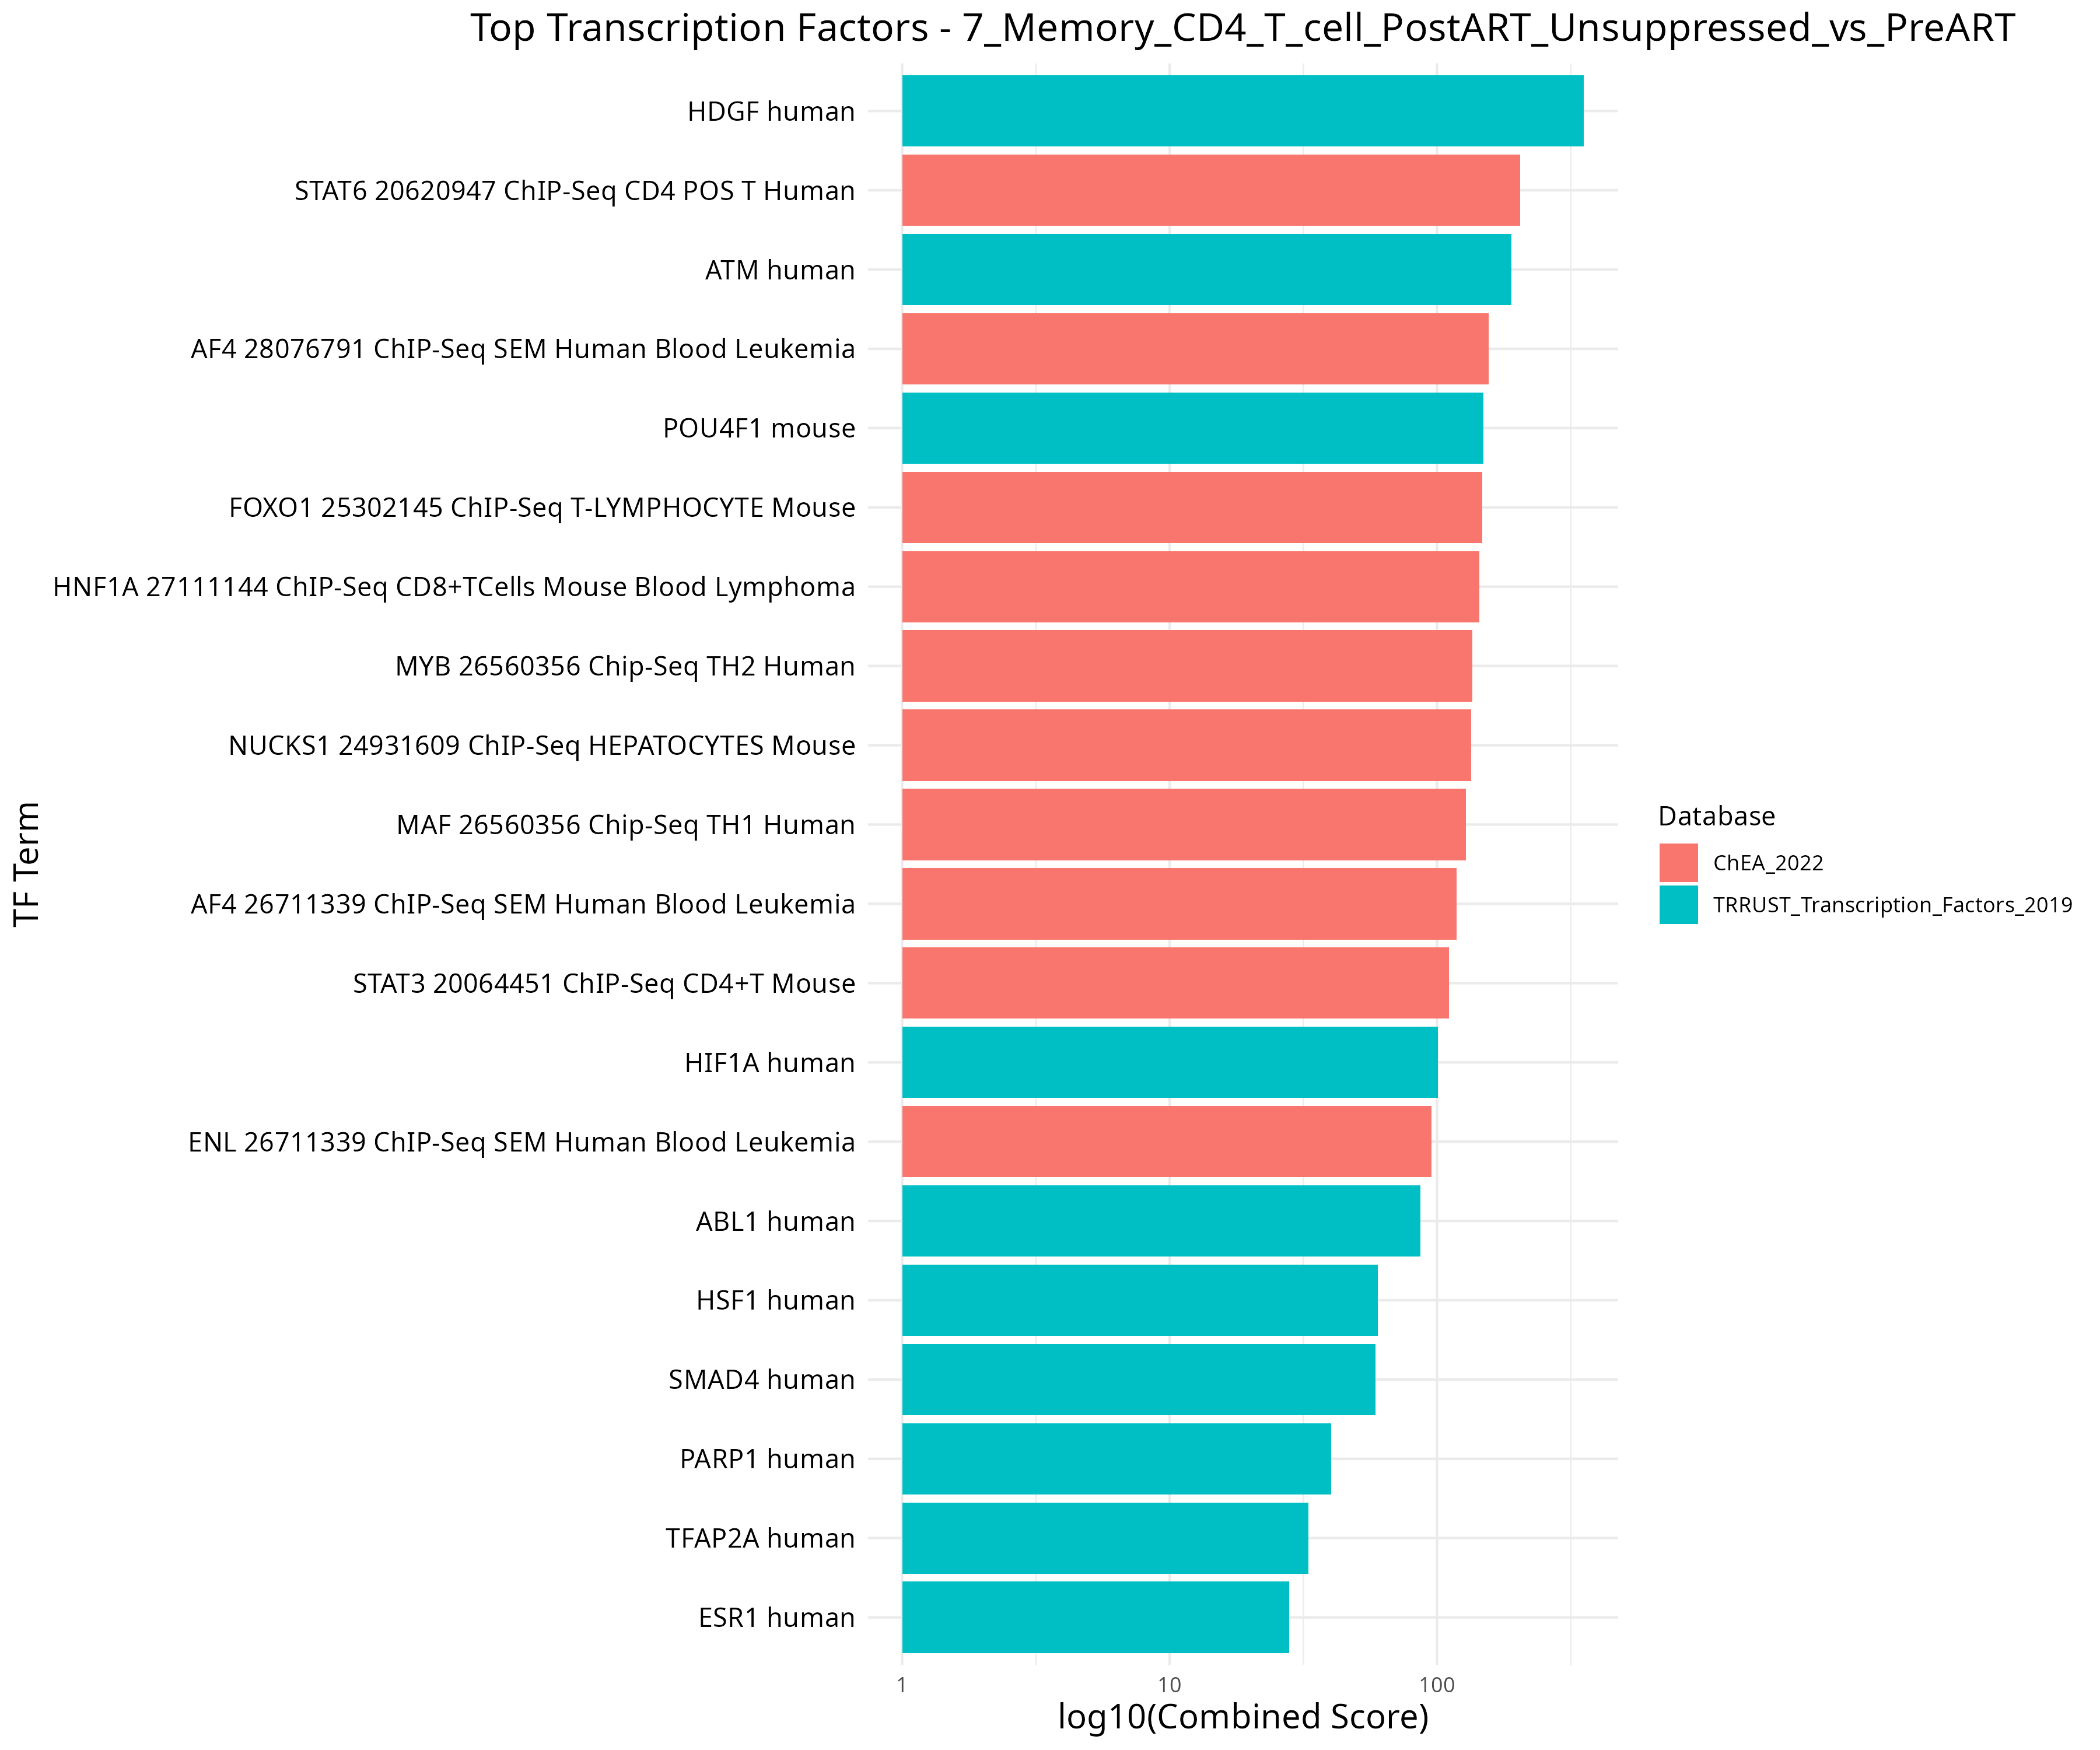 Top Transcription Factors - 7_Memory_CD4_T_cell_PostART_Unsuppressed_vs_PreART
HDGF human
STAT6 20620947 ChIP-Seq CD4 POS T Human
ATM human
AF4 28076791 ChIP-Seq SEM Human Blood Leukemia
POU4F1 mouse
FOXO1 25302145 ChIP-Seq T-LYMPHOCYTE Mouse
HNF1A 27111144 ChIP-Seq CD8+TCells Mouse Blood Lymphoma
MYB 26560356 Chip-Seq TH2 Human
NUCKS1 24931609 ChIP-Seq HEPATOCYTES Mouse
MAF 26560356 Chip-Seq TH1 Human
AF4 26711339 ChIP-Seq SEM Human Blood Leukemia
STAT3 20064451 ChIP-Seq CD4+T Mouse
HIF1A human
ENL 26711339 ChIP-Seq SEM Human Blood Leukemia
ABL1 human
HSF1 human
SMAD4 human
PARP1 human
TFAP2A human
ESR1 human
TF Term
1 10 100
log10(Combined Score)
Database
ChEA_2022
TRRUST_Transcription_Factors_2019